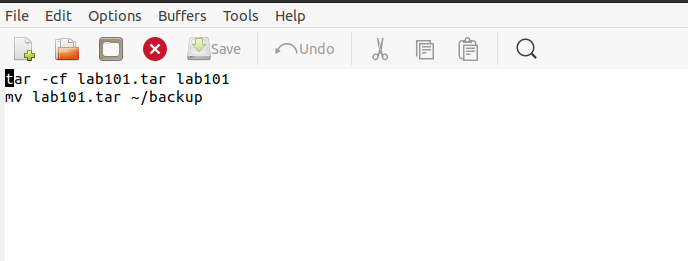 File Edit Options Buffers Tools Help
Save Undo
tar -cf lab101.tar lab101
mv lab101.tar ~/backup